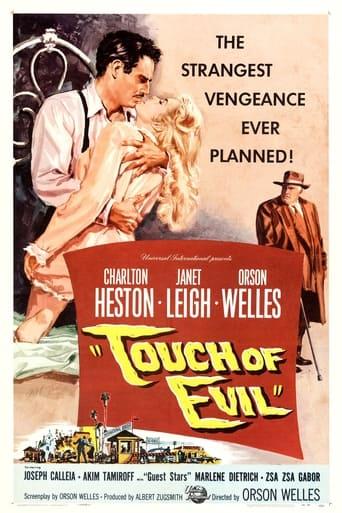 THE
STRANGEST
VENGEANCE
EVER
PLANNED!
Universal International presents
CHARLTON JANET ORSON
HESTON · LEIGH · WELLES
"TOUCH OF
EVIL"
JOSEPH CALLEIA · AKIM TAMIROFF ... "Guest Stars" MARLENE DIETRICH · ZSA ZSA GABOR
Screenplay by ORSON WELLES · Produced by ALBERT ZUGSMITH · Directed by ORSON WELLES